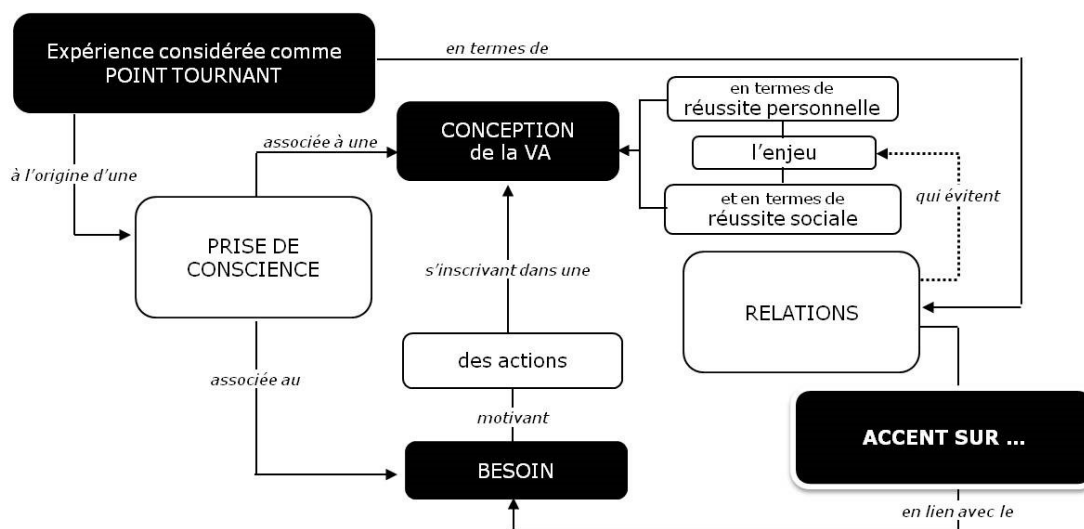 Expérience considérée comme
POINT TOURNANT
en termes de
en termes de
réussite personnelle
CONCEPTION
de la VA
associée à une
l'enjeu
à l'origine d'une
qui évitent
et en termes de
réussite sociale
PRISE DE
CONSCIENCE
s'inscrivant dans une
RELATIONS
des actions
associée au
motivant
ACCENT SUR ...
BESOIN
en lien avec le